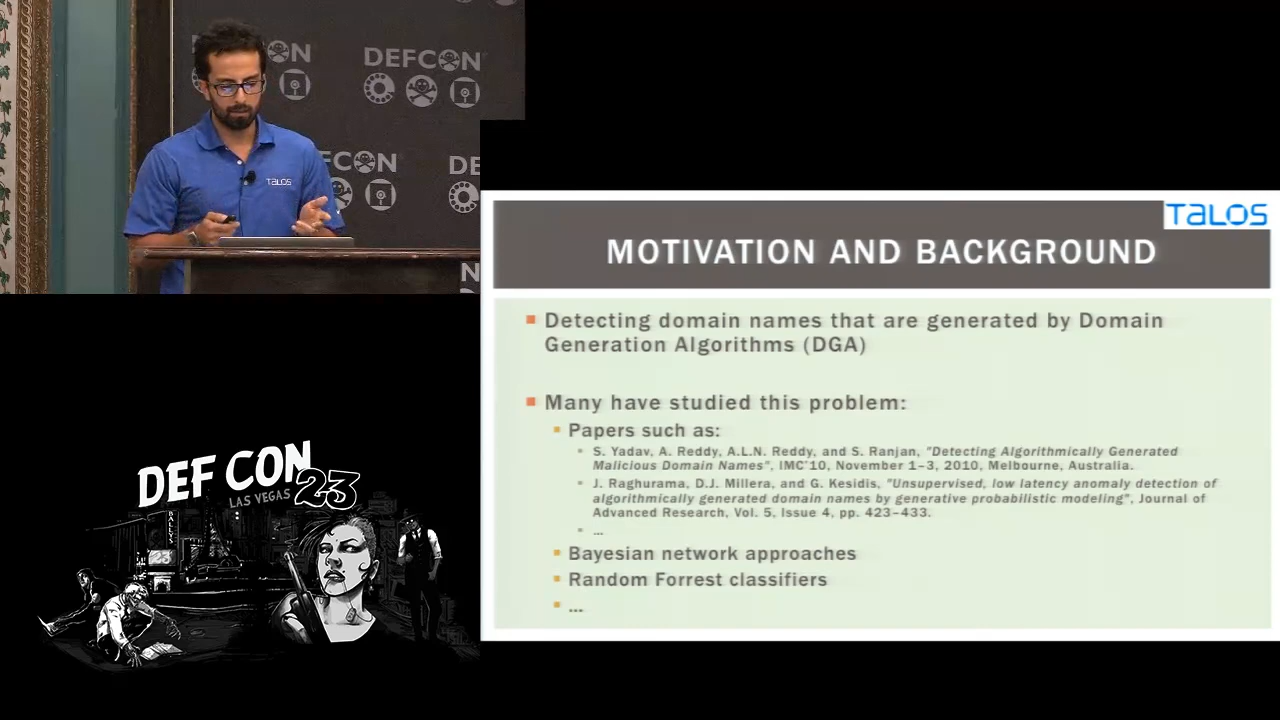 DEFCON
DEFCON
FCON
DE
TALOS
N
TALOS
MOTIVATION AND BACKGROUND
Detecting domain names that are generated by Domain
Generation Algorithms (DGA)
Many have studied this problem:
Papers such as:
S. Yadav, A. Reddy, A.L.N. Reddy, and S. Ranjan, "Detecting Algorithmically Generated
Malicious Domain Names", IMC'10, November 1–3, 2010, Melbourne, Australia.
J. Raghurama, D.J. Millera, and G. Kesidis, "Unsupervised, low latency anomaly detection of
algorithmically generated domain names by generative probabilistic modeling", Journal of
Advanced Research, Vol. 5, Issue 4, pp. 423–433.
...
Bayesian network approaches
Random Forrest classifiers
...
DEF CON 23
LAS VEGAS
BALLYS